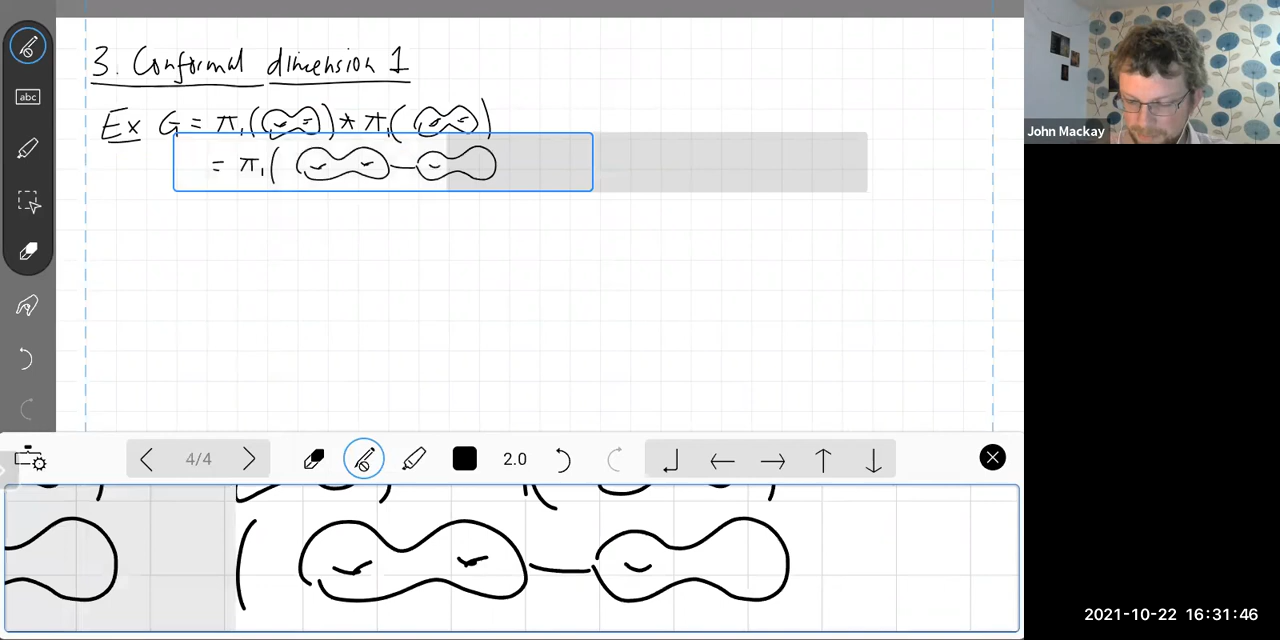 3. Conformal dimension 1
Ex G = π₁( ) * π₁( )
= π₁(
John Mackay
abc
4/4
2.0
2021-10-22 16:31:46